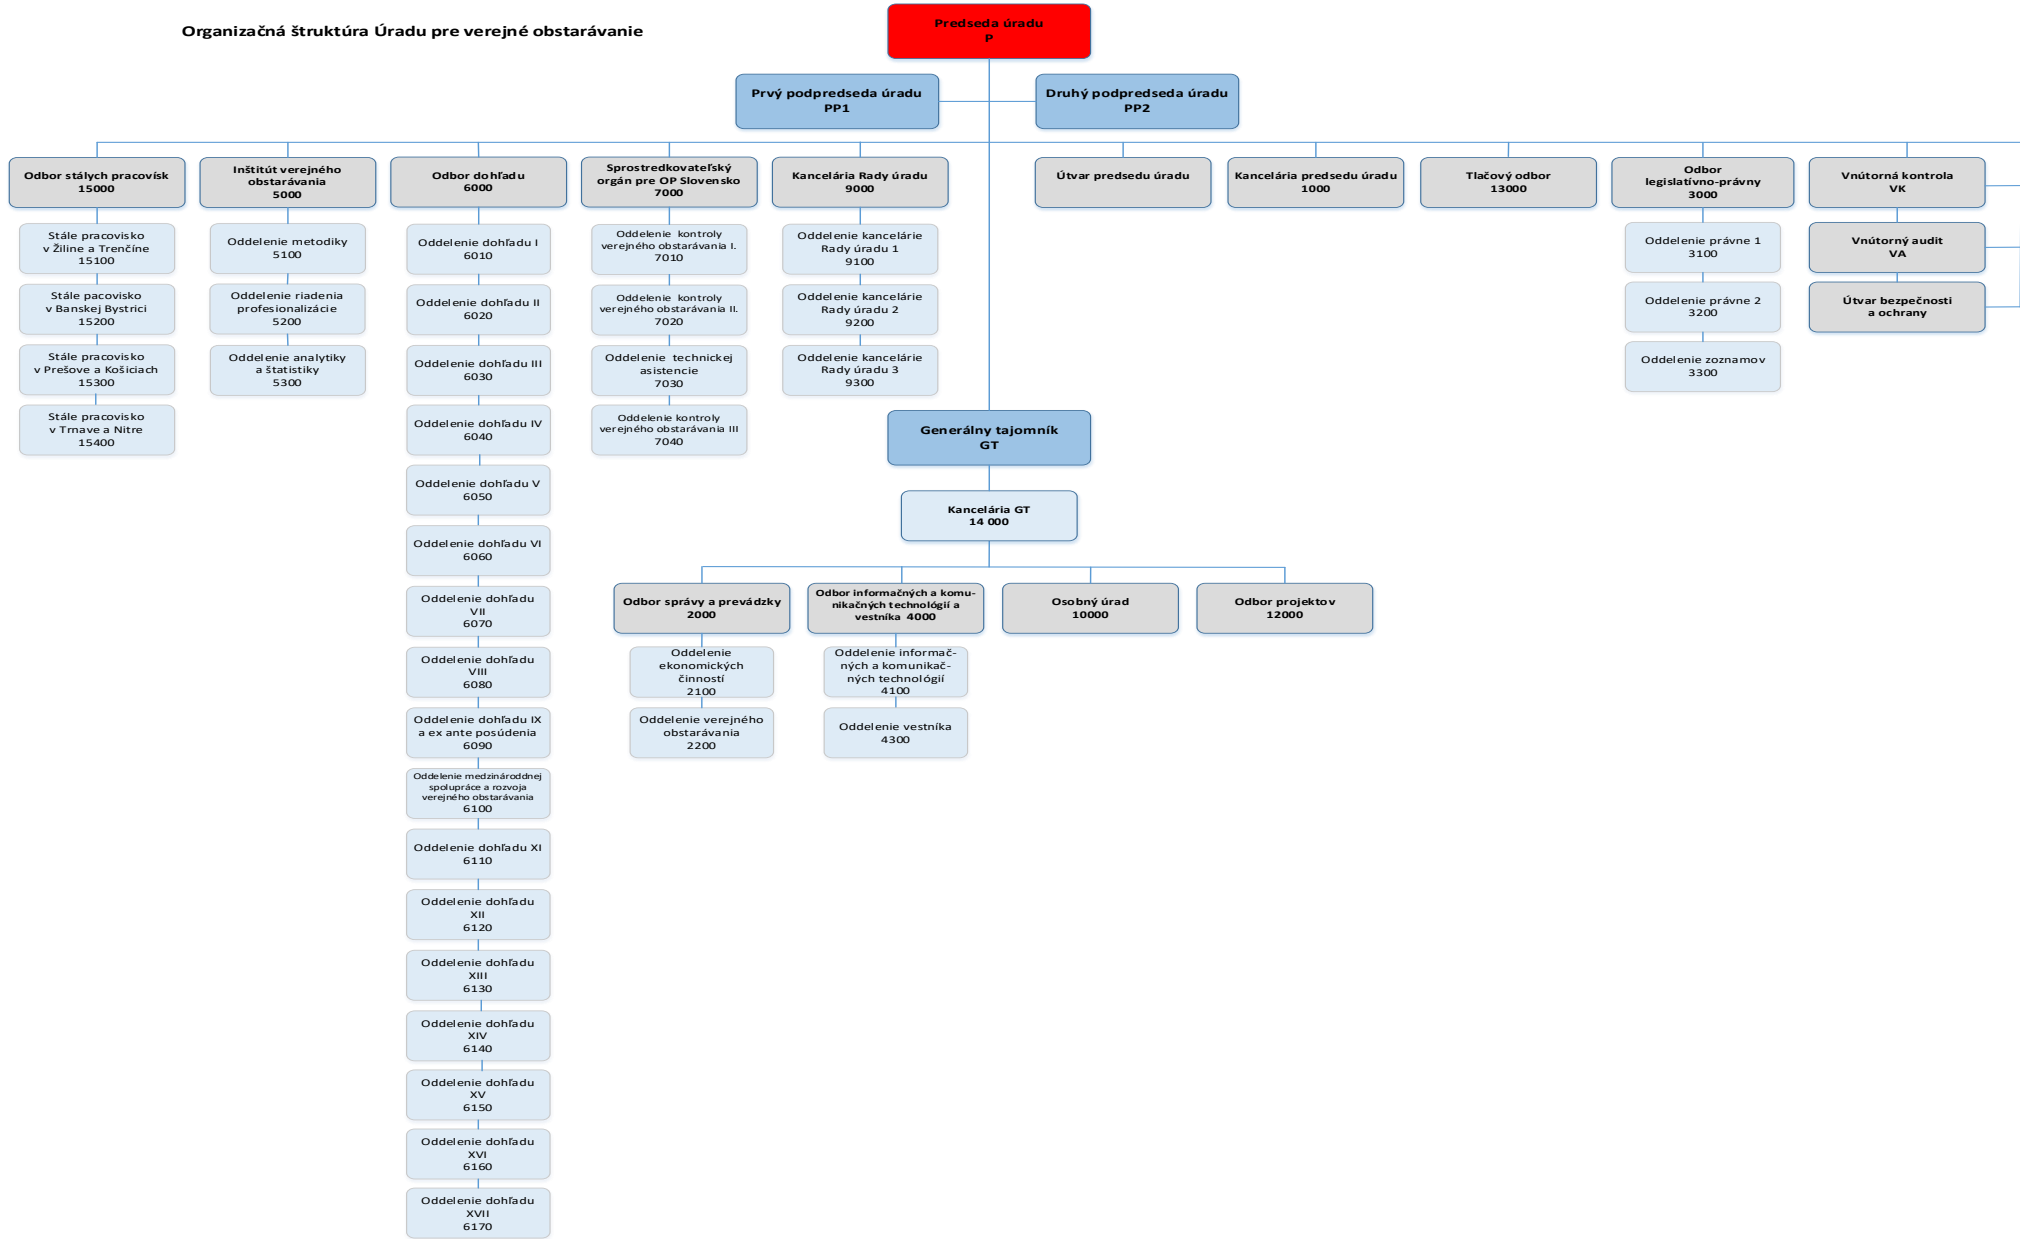 Organizačná štruktúra Úradu pre verejné obstarávanie
Predseda úradu
P
Prvý podpredseda úradu
PP1
Druhý podpredseda úradu
PP2
Odbor stálych pracovísk
15000
Stále pracovisko
v Žiline a Trenčíne
15100
Stále pacovisko
v Banskej Bystrici
15200
Stále pracovisko
v Prešove a Košiciach
15300
Stále pracovisko
v Trnave a Nitre
15400
Inštitút verejného
obstarávania
5000
Oddelenie metodiky
5100
Oddelenie riadenia
profesionalizácie
5200
Oddelenie analytiky
a štatistiky
5300
Odbor dohľadu
6000
Oddelenie dohľadu I
6010
Oddelenie dohľadu II
6020
Oddelenie dohľadu III
6030
Oddelenie dohľadu IV
6040
Oddelenie dohľadu V
6050
Oddelenie dohľadu VI
6060
Oddelenie dohľadu
VII
6070
Oddelenie dohľadu
VIII
6080
Oddelenie dohľadu IX
a ex ante posúdenia
6090
Oddelenie medzinároddnej
spolupráce a rozvoja
verejného obstarávania
6100
Oddelenie dohľadu XI
6110
Oddelenie dohľadu
XII
6120
Oddelenie dohľadu
XIII
6130
Oddelenie dohľadu
XIV
6140
Oddelenie dohľadu
XV
6150
Oddelenie dohľadu
XVI
6160
Oddelenie dohľadu
XVII
6170
Sprostredkovateľský
orgán pre OP Slovensko
7000
Oddelenie kontroly
verejného obstarávania I.
7010
Oddelenie kontroly
verejného obstarávania II.
7020
Oddelenie technickej
asistencie
7030
Oddelenie kontroly
verejného obstarávania III
7040
Kancelária Rady úradu
9000
Oddelenie kancelárie
Rady úradu 1
9100
Oddelenie kancelárie
Rady úradu 2
9200
Oddelenie kancelárie
Rady úradu 3
9300
Útvar predsedu úradu
Kancelária predsedu úradu
1000
Tlačový odbor
13000
Odbor
legislatívno-právny
3000
Oddelenie právne 1
3100
Oddelenie právne 2
3200
Oddelenie zoznamov
3300
Vnútorná kontrola
VK
Vnútorný audit
VA
Útvar bezpečnosti
a ochrany
Generálny tajomník
GT
Kancelária GT
14 000
Odbor správy a prevádzky
2000
Oddelenie
ekonomických
činností
2100
Oddelenie verejného
obstarávania
2200
Odbor informačných a komu-
nikačných technológií a
vestníka 4000
Oddelenie informač-
ných a komunikač-
ných technológií
4100
Oddelenie vestníka
4300
Osobný úrad
10000
Odbor projektov
12000